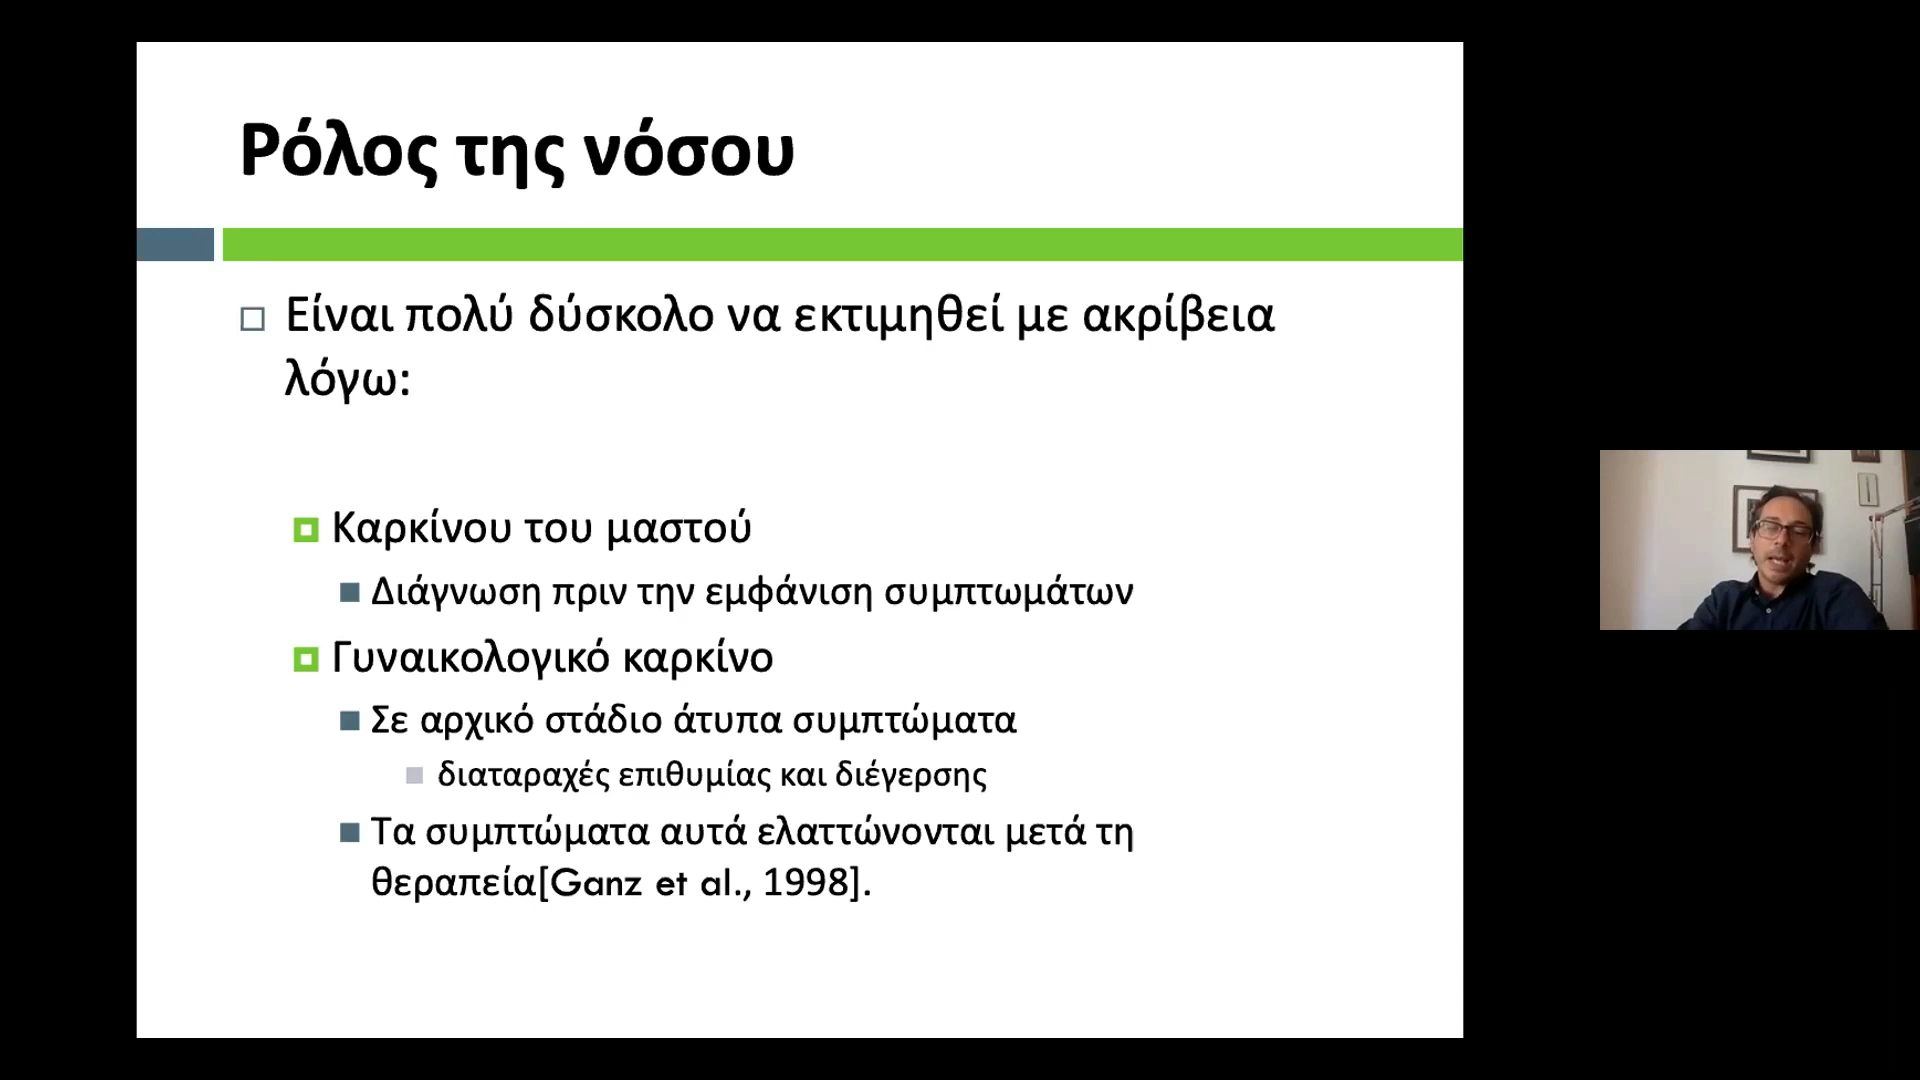 Ρόλος της νόσου
Είναι πολύ δύσκολο να εκτιμηθεί με ακρίβεια
λόγω:
Καρκίνου του μαστού
Διάγνωση πριν την εμφάνιση συμπτωμάτων
Γυναικολογικό καρκίνο
Σε αρχικό στάδιο άτυπα συμπτώματα
διαταραχές επιθυμίας και διέγερσης
Τα συμπτώματα αυτά ελαττώνονται μετά τη
θεραπεία[Ganz et al., 1998].